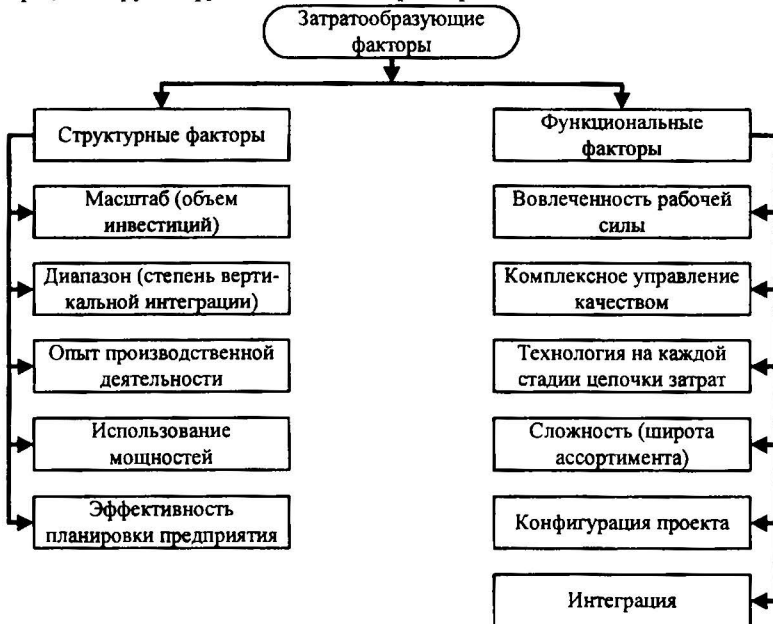 Затратообразующие
факторы
Структурные факторы
Функциональные
факторы
Масштаб (объем
инвестиций)
Вовлеченность рабочей
силы
Диапазон (степень верти-
кальной интеграции)
Комплексное управление
качеством
Опыт производственной
деятельности
Технология на каждой
стадии цепочки затрат
Использование
мощностей
Сложность (широта
ассортимента)
Эффективность
планировки предприятия
Конфигурация проекта
Интеграция